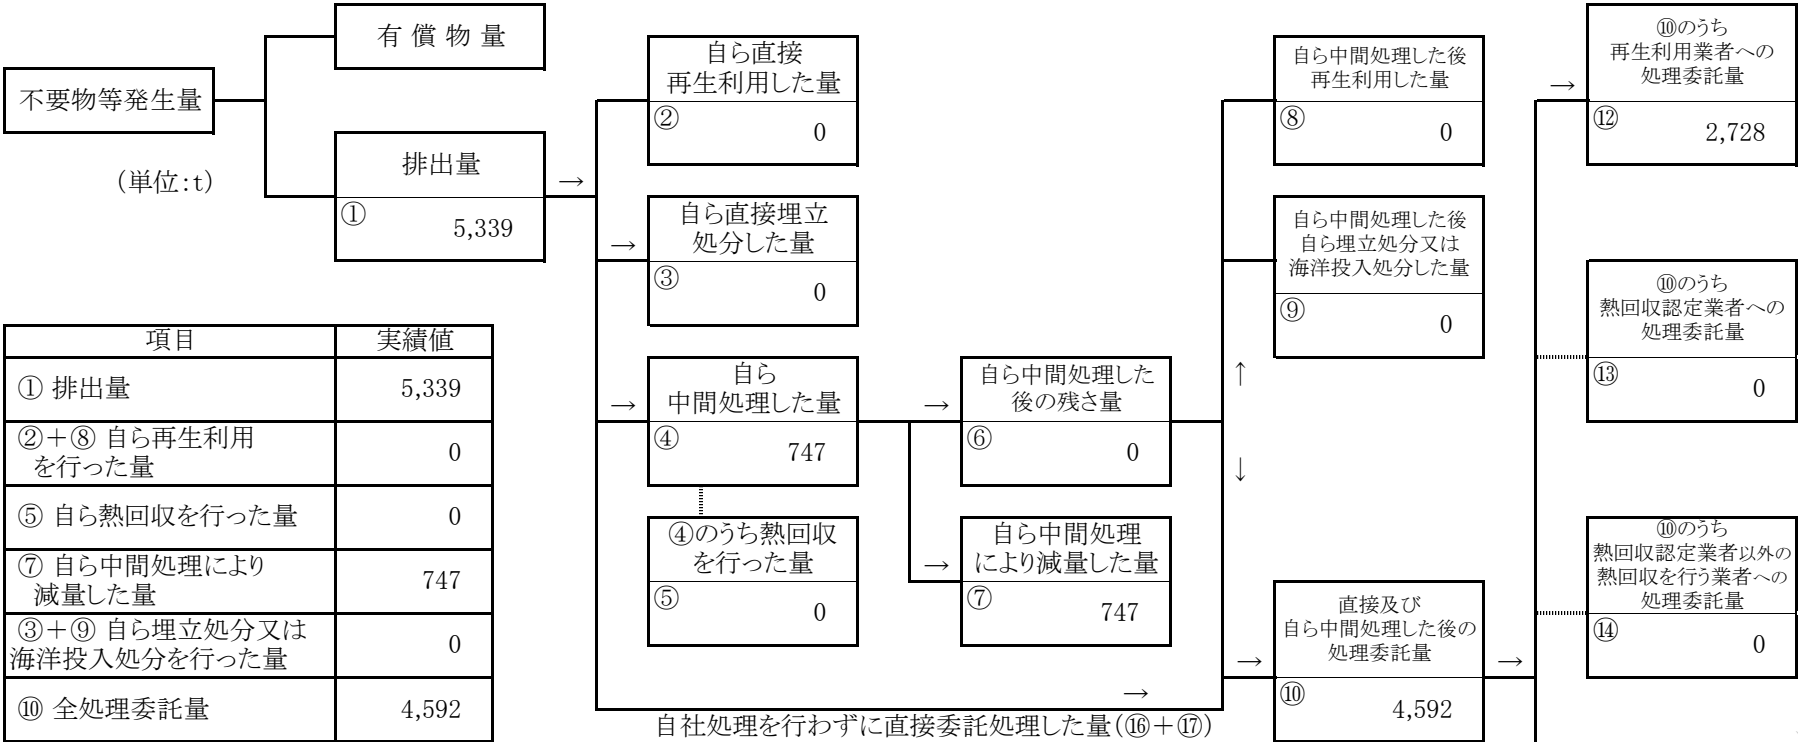 有 償 物 量
不要物等発生量
(単位:t)
排出量
→
①
5,339
自ら直接
再生利用した量
②
0
→
自ら直接埋立
処分した量
③
0
→
自ら
中間処理した量
④
747
④のうち熱回収
を行った量
⑤
0
→
自ら中間処理した
後の残さ量
⑥
0
→
自ら中間処理
により減量した量
⑦
747
自ら中間処理した後
再生利用した量
⑧
0
自ら中間処理した後
自ら埋立処分又は
海洋投入処分した量
⑨
0
↑
↓
→
自社処理を行わずに直接委託処理した量(⑯+⑰)
→
直接及び
自ら中間処理した後の
処理委託量
⑩
4,592
→
→
⑩のうち
再生利用業者への
処理委託量
⑫
2,728
⑩のうち
熱回収認定業者への
処理委託量
⑬
0
⑩のうち
熱回収認定業者以外の
熱回収を行う業者への
処理委託量
⑭
0
項目 実績値
① 排出量 5,339
②+⑧ 自ら再生利用
を行った量 0
⑤ 自ら熱回収を行った量 0
⑦ 自ら中間処理により
減量した量 747
③+⑨ 自ら埋立処分又は
海洋投入処分を行った量 0
⑩ 全処理委託量 4,592